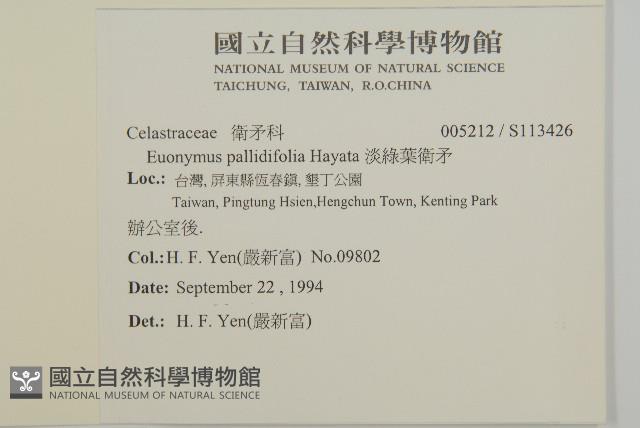 國立自然科學博物館
NATIONAL MUSEUM OF NATURAL SCIENCE
TAICHUNG, TAIWAN, R.O.CHINA
Celastraceae 衛矛科 005212 / S113426
Euonymus pallidifolia Hayata 淡綠葉衛矛
Loc.: 台灣, 屏東縣恆春鎮, 墾丁公園
Taiwan, Pingtung Hsien,Hengchun Town, Kenting Park
辦公室後.
Col.: H. F. Yen(嚴新富) No.09802
Date: September 22 , 1994
Det.: H. F. Yen(嚴新富)
國立自然科學博物館
NATIONAL MUSEUM OF NATURAL SCIENCE